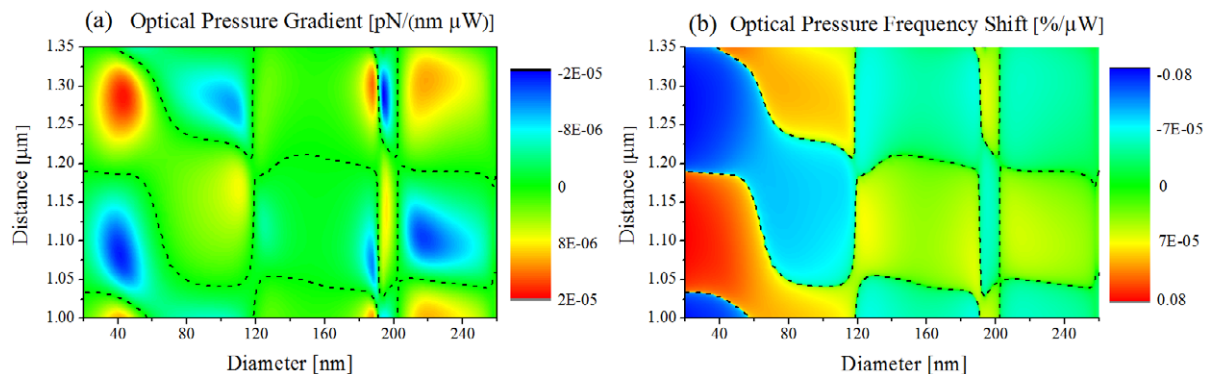 (a) Optical Pressure Gradient [pN/(nm μW)]
1.35
1.30
1.25
1.20
1.15
1.10
1.05
1.00
Distance [μm]
40 80 120 160 200 240
Diameter [nm]
-2E-05
-8E-06
0
8E-06
2E-05
(b) Optical Pressure Frequency Shift [%/μW]
1.35
1.30
1.25
1.20
1.15
1.10
1.05
1.00
Distance [μm]
40 80 120 160 200 240
Diameter [nm]
-0.08
-7E-05
0
7E-05
0.08